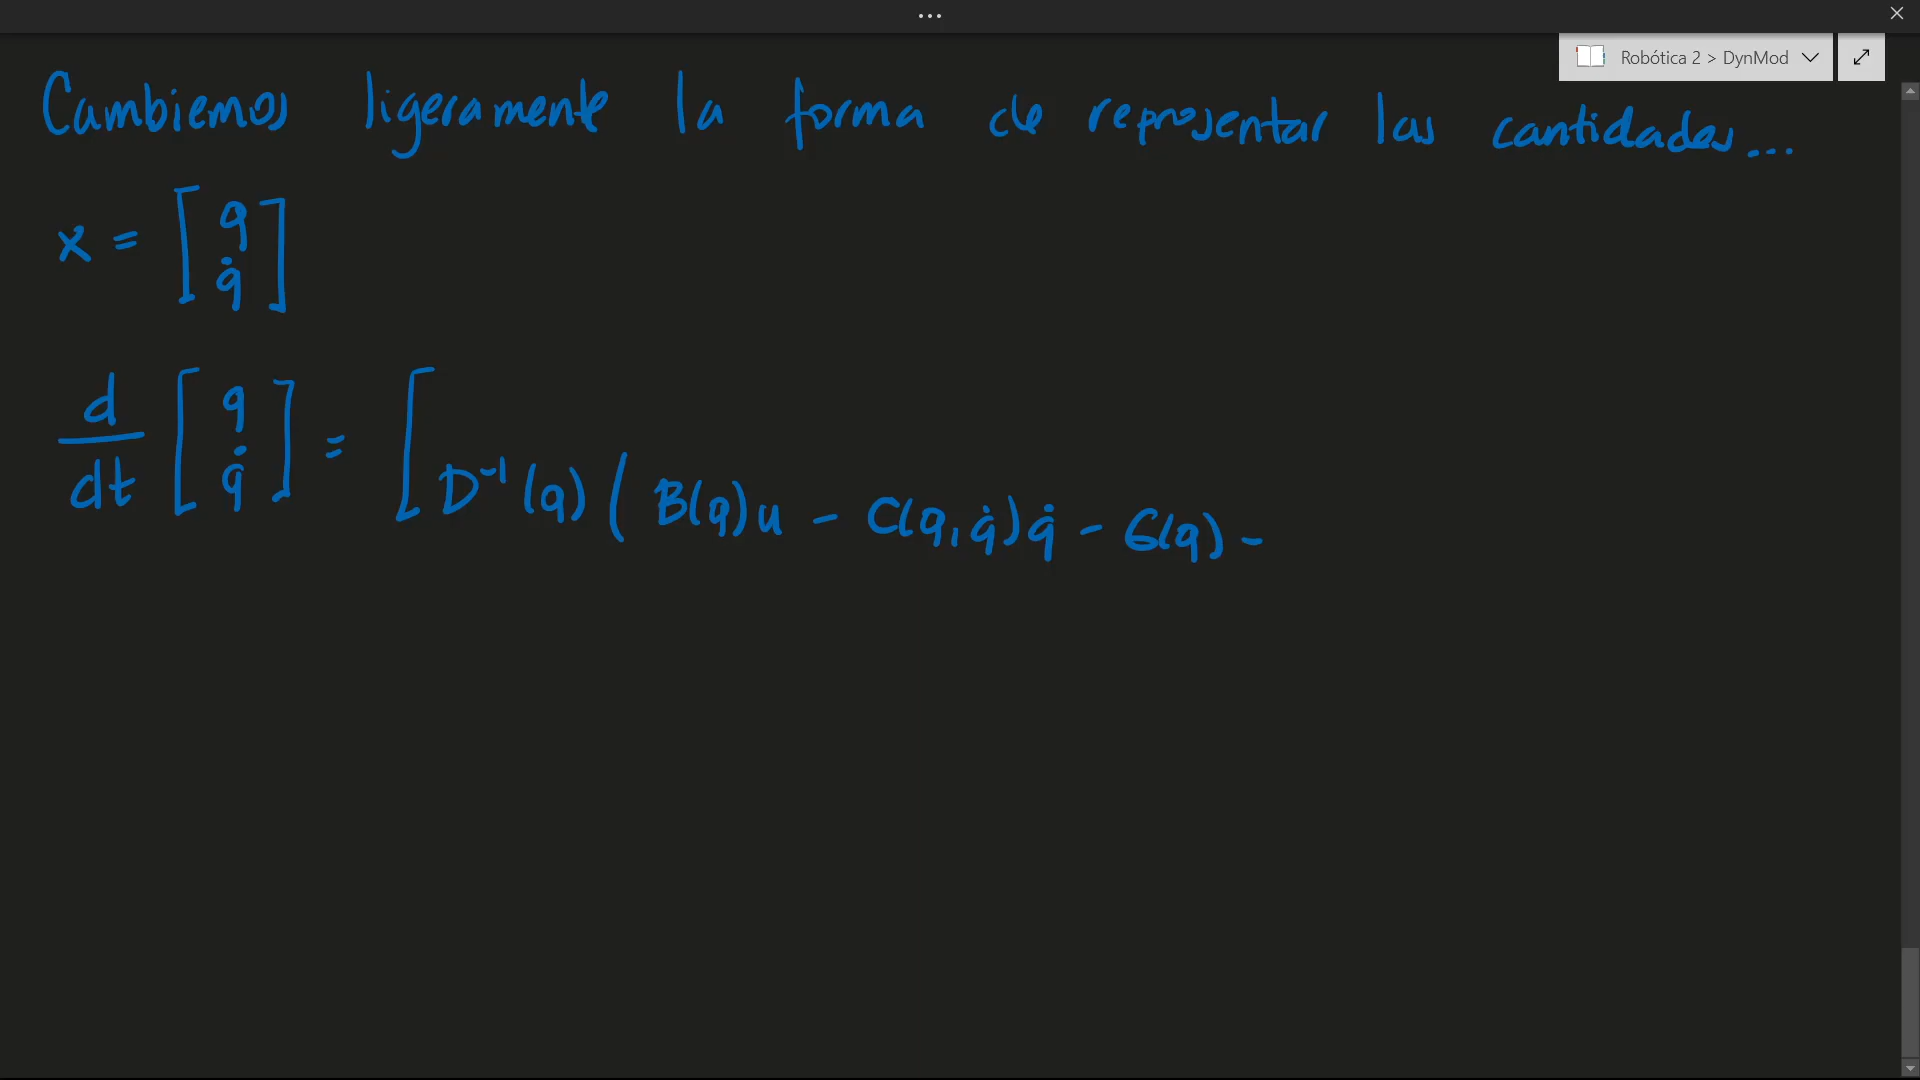 Robótica 2 > DynMod
Cambiemos ligeramente la forma de representar las cantidades...
x = [q
q̇]
d/dt [q
q̇] = [
D⁻¹(q) ( B(q)u - C(q,q̇)q̇ - G(q) -